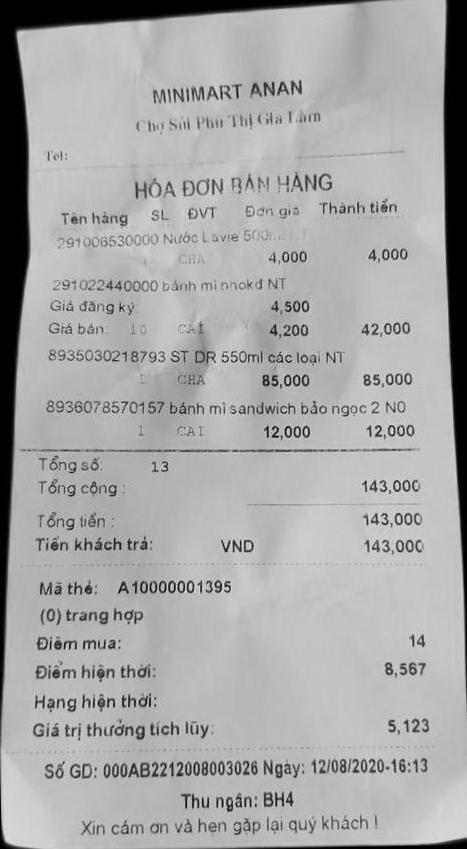 MINIMART ANAN
Chợ Sủi Phú Thị Gia Lâm
Tel:
HÓA ĐƠN BÁN HÀNG
Tên hàng SL ĐVT Đơn giá Thành tiền
291006530000 Nước Lavie 500
CHA 4,000 4,000
291022440000 bánh mì nnokd NT
Giá đăng ký: 4,500
Giá bán: 10 CAI 4,200 42,000
8935030218793 ST DR 550ml các loại NT
1 CHA 85,000 85,000
8936078570157 bánh mì sandwich bảo ngọc 2 N0
1 CAI 12,000 12,000
Tổng số: 13
Tổng cộng : 143,000
Tổng tiền : 143,000
Tiền khách trả: VND 143,000
Mã thẻ: A10000001395
(0) trang hợp
Điểm mua: 14
Điểm hiện thời: 8,567
Hạng hiện thời:
Giá trị thưởng tích lũy: 5,123
Số GD: 000AB2212008003026 Ngày: 12/08/2020-16:13
Thu ngân: BH4
Xin cám ơn và hẹn gặp lại quý khách !